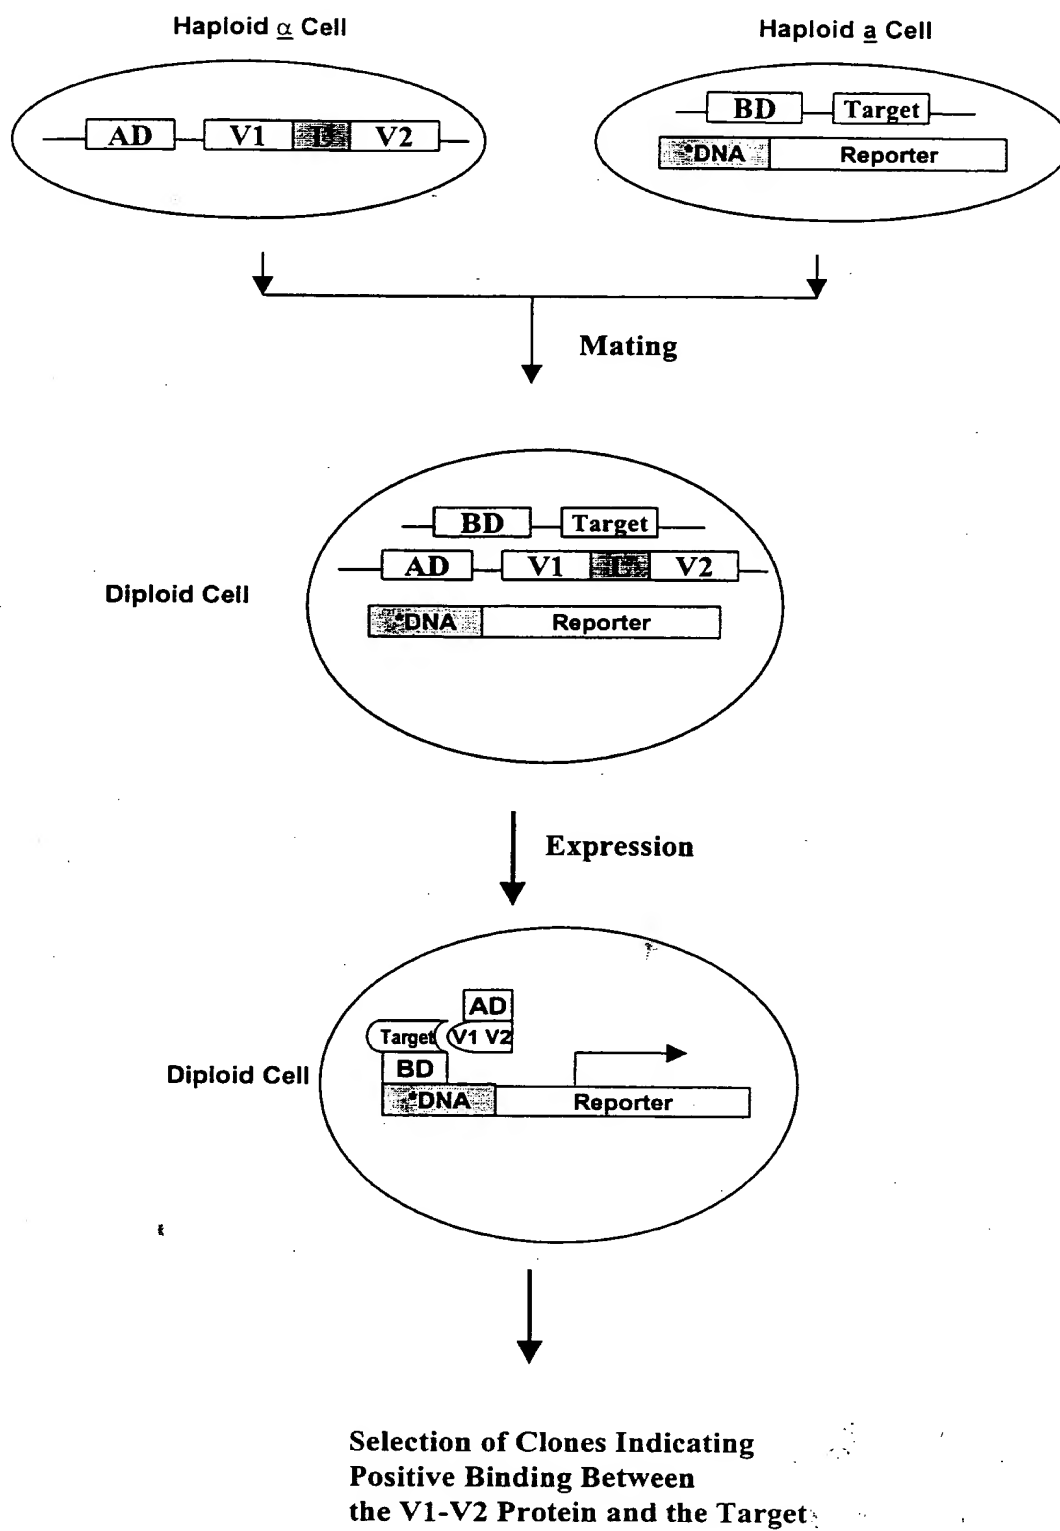 Haploid α Cell
Haploid a Cell
AD V1 V2
BD Target
*DNA Reporter
Mating
BD Target
AD V1 V2
Diploid Cell
*DNA Reporter
Expression
AD
Target V1 V2
BD
Diploid Cell
*DNA Reporter
Selection of Clones Indicating
Positive Binding Between
the V1-V2 Protein and the Target